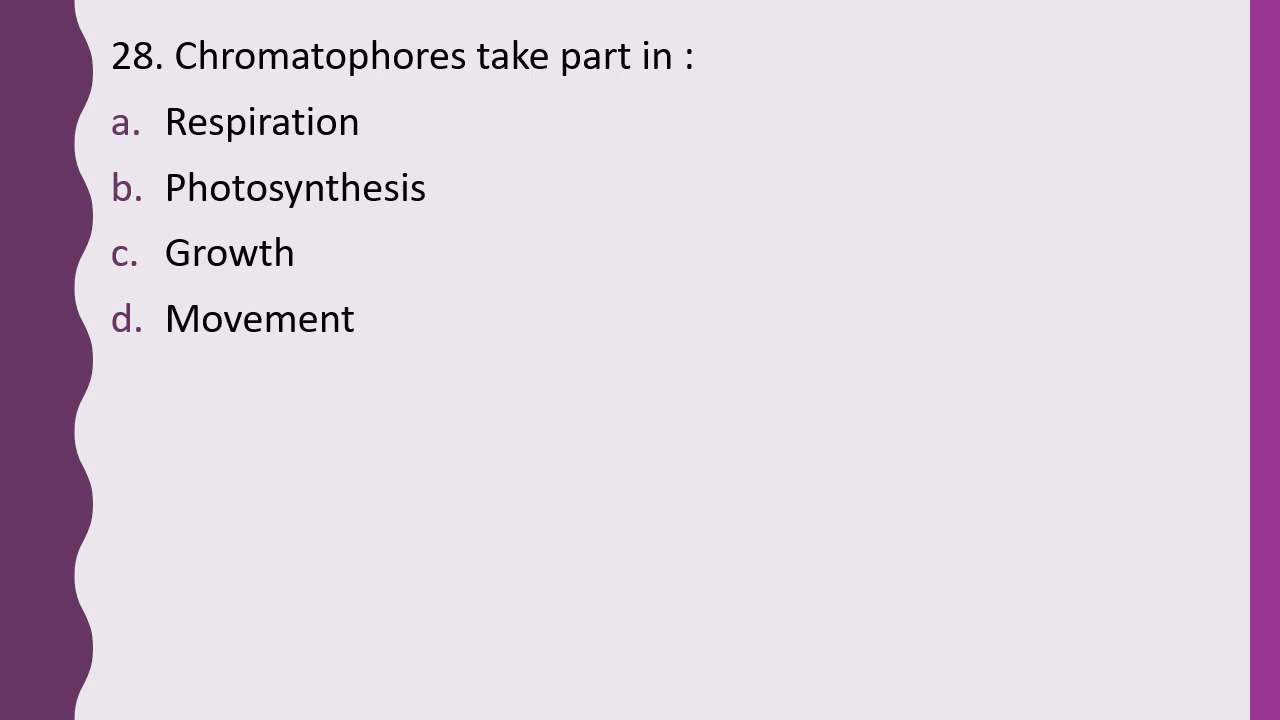 28. Chromatophores take part in :
a. Respiration
b. Photosynthesis
c. Growth
d. Movement